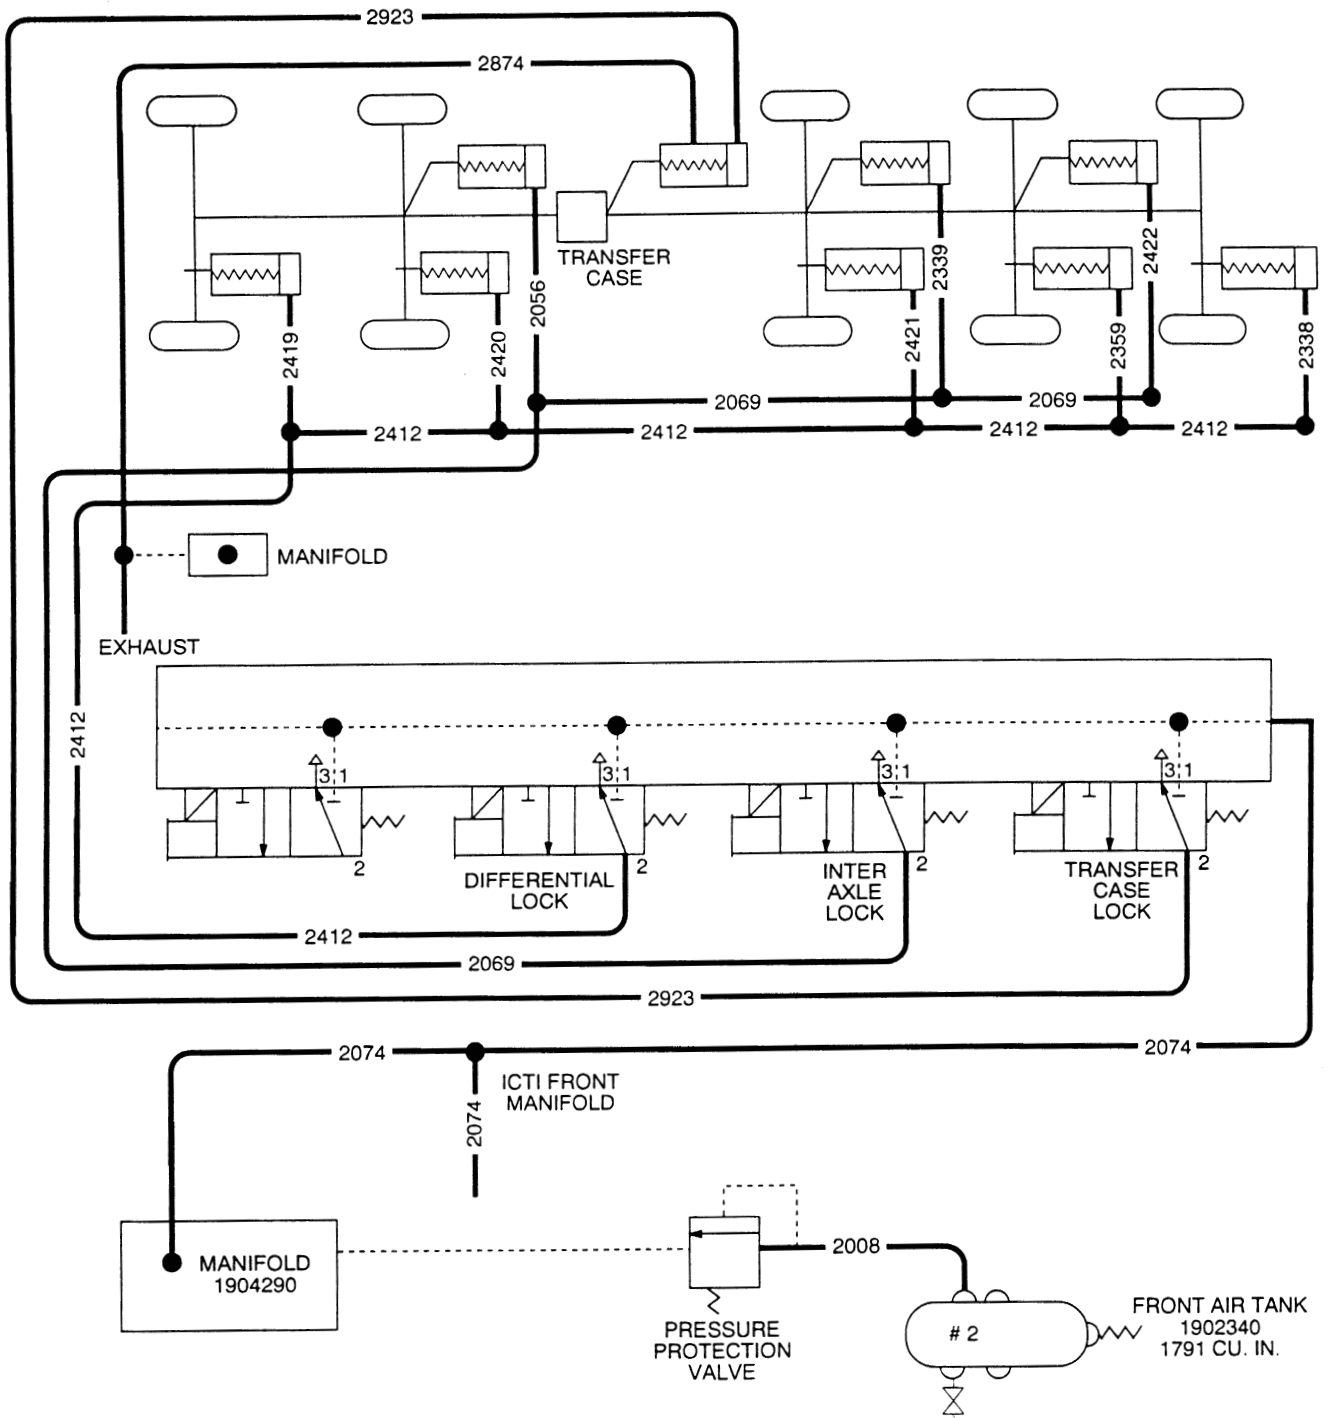 2923
2874
TRANSFER
CASE
2419
2420
2056
2421
2339
2359
2422
2338
2069
2069
2412
2412
2412
2412
MANIFOLD
EXHAUST
2412
3 1
3 1
3 1
3 1
2
2
2
2
DIFFERENTIAL
LOCK
INTER
AXLE
LOCK
TRANSFER
CASE
LOCK
2412
2069
2923
2074
2074
ICTI FRONT
MANIFOLD
2074
MANIFOLD
1904290
2008
PRESSURE
PROTECTION
VALVE
# 2
FRONT AIR TANK
1902340
1791 CU. IN.